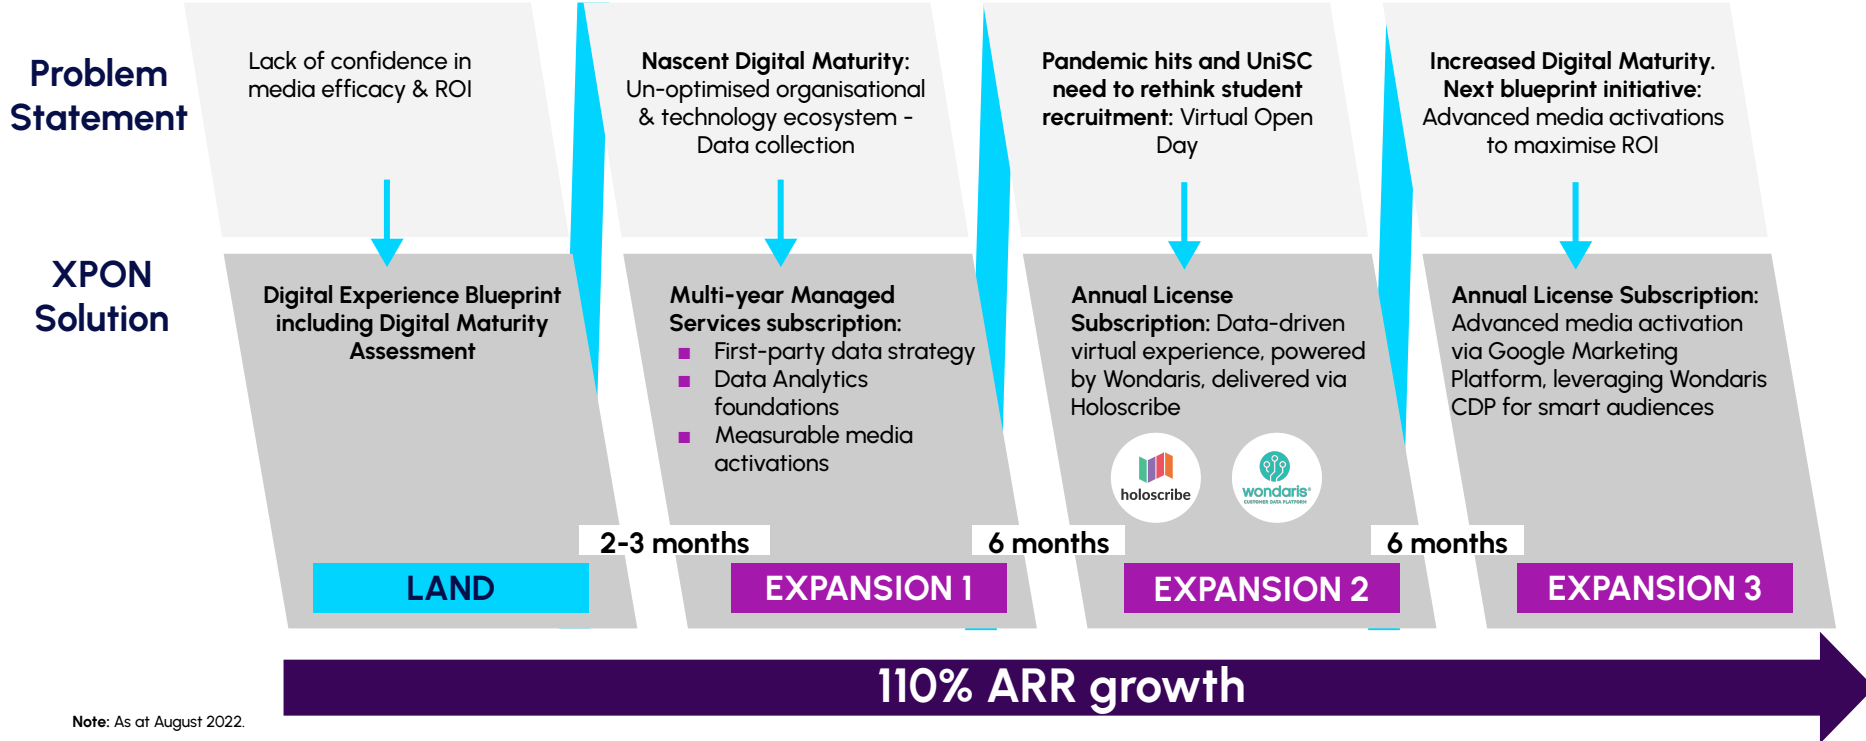 Problem
Statement
Lack of confidence in
media efficacy & ROI
Nascent Digital Maturity:
Un-optimised organisational
& technology ecosystem -
Data collection
Pandemic hits and UniSC
need to rethink student
recruitment: Virtual Open
Day
Increased Digital Maturity.
Next blueprint initiative:
Advanced media activations
to maximise ROI
XPON
Solution
Digital Experience Blueprint
including Digital Maturity
Assessment
Multi-year Managed
Services subscription:
First-party data strategy
Data Analytics
foundations
Measurable media
activations
Annual License
Subscription: Data-driven
virtual experience, powered
by Wondaris, delivered via
Holoscribe
holoscribe
wondaris®
CUSTOMER DATA PLATFORM
Annual License Subscription:
Advanced media activation
via Google Marketing
Platform, leveraging Wondaris
CDP for smart audiences
2-3 months
6 months
6 months
LAND
EXPANSION 1
EXPANSION 2
EXPANSION 3
110% ARR growth
Note: As at August 2022.